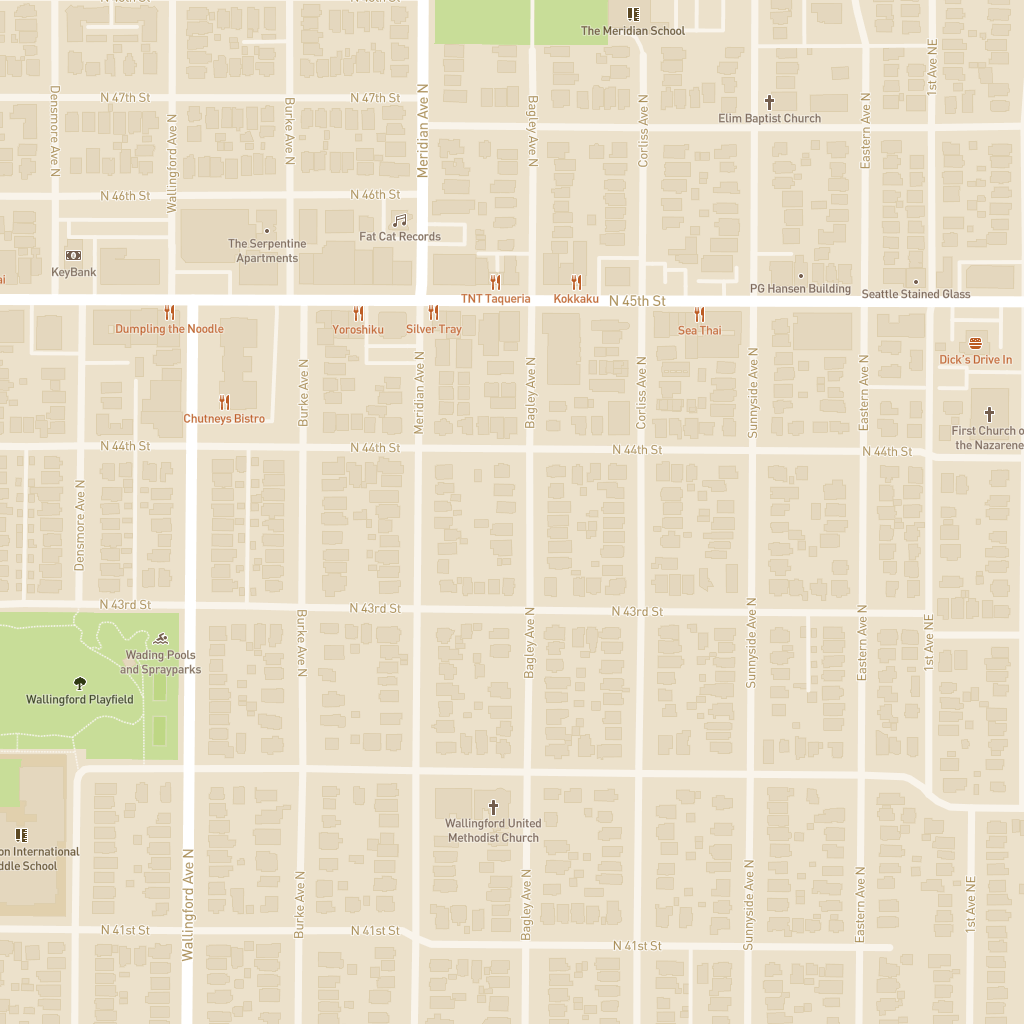 The Meridian School
N 47th St
N 47th St
Densmore Ave N
Wallingford Ave N
Burke Ave N
Meridian Ave N
Bagley Ave N
Corliss Ave N
Elim Baptist Church
Eastern Ave N
1st Ave NE
N 46th St
N 46th St
Fat Cat Records
The Serpentine
Apartments
KeyBank
TNT Taqueria
Kokkaku
N 45th St
PG Hansen Building
Seattle Stained Glass
Dumpling the Noodle
Yoroshiku
Silver Tray
Sea Thai
Dick's Drive In
Burke Ave N
Meridian Ave N
Bagley Ave N
Corliss Ave N
Sunnyside Ave N
Eastern Ave N
Chutneys Bistro
First Church o
the Nazarene
N 44th St
N 44th St
N 44th St
N 44th St
Densmore Ave N
N 43rd St
N 43rd St
N 43rd St
Burke Ave N
Bagley Ave N
Sunnyside Ave N
Eastern Ave N
1st Ave NE
Wading Pools
and Sprayparks
Wallingford Playfield
Wallingford United
Methodist Church
on International
ddle School
Wallingford Ave N
Burke Ave N
Bagley Ave N
Sunnyside Ave N
Eastern Ave N
1st Ave NE
N 41st St
N 41st St
N 41st St